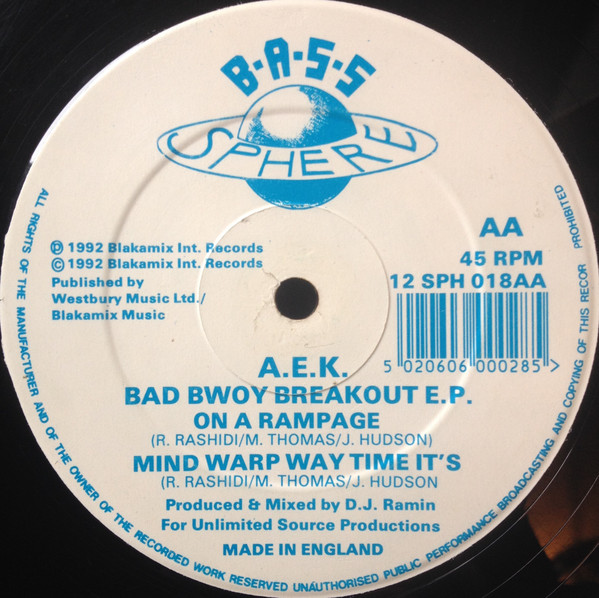 B·A·S·S
SPHERE
AA
℗ 1992 Blakamix Int. Records
© 1992 Blakamix Int. Records
Published by
Westbury Music Ltd./
Blakamix Music
45 RPM
12 SPH 018AA
5 020606 000285 >
A.E.K.
BAD BWOY BREAKOUT E.P.
ON A RAMPAGE
(R. RASHIDI/M. THOMAS/J. HUDSON)
MIND WARP WAY TIME IT'S
(R. RASHIDI/M. THOMAS/J. HUDSON
Produced & Mixed by D.J. Ramin
For Unlimited Source Productions
MADE IN ENGLAND
ALL RIGHTS OF THE MANUFACTURER AND OF THE OWNER OF THE RECORDED WORK RESERVED UNAUTHORISED PUBLIC PERFORMANCE BROADCASTING AND COPYING OF THIS RECOR PROHIBITED